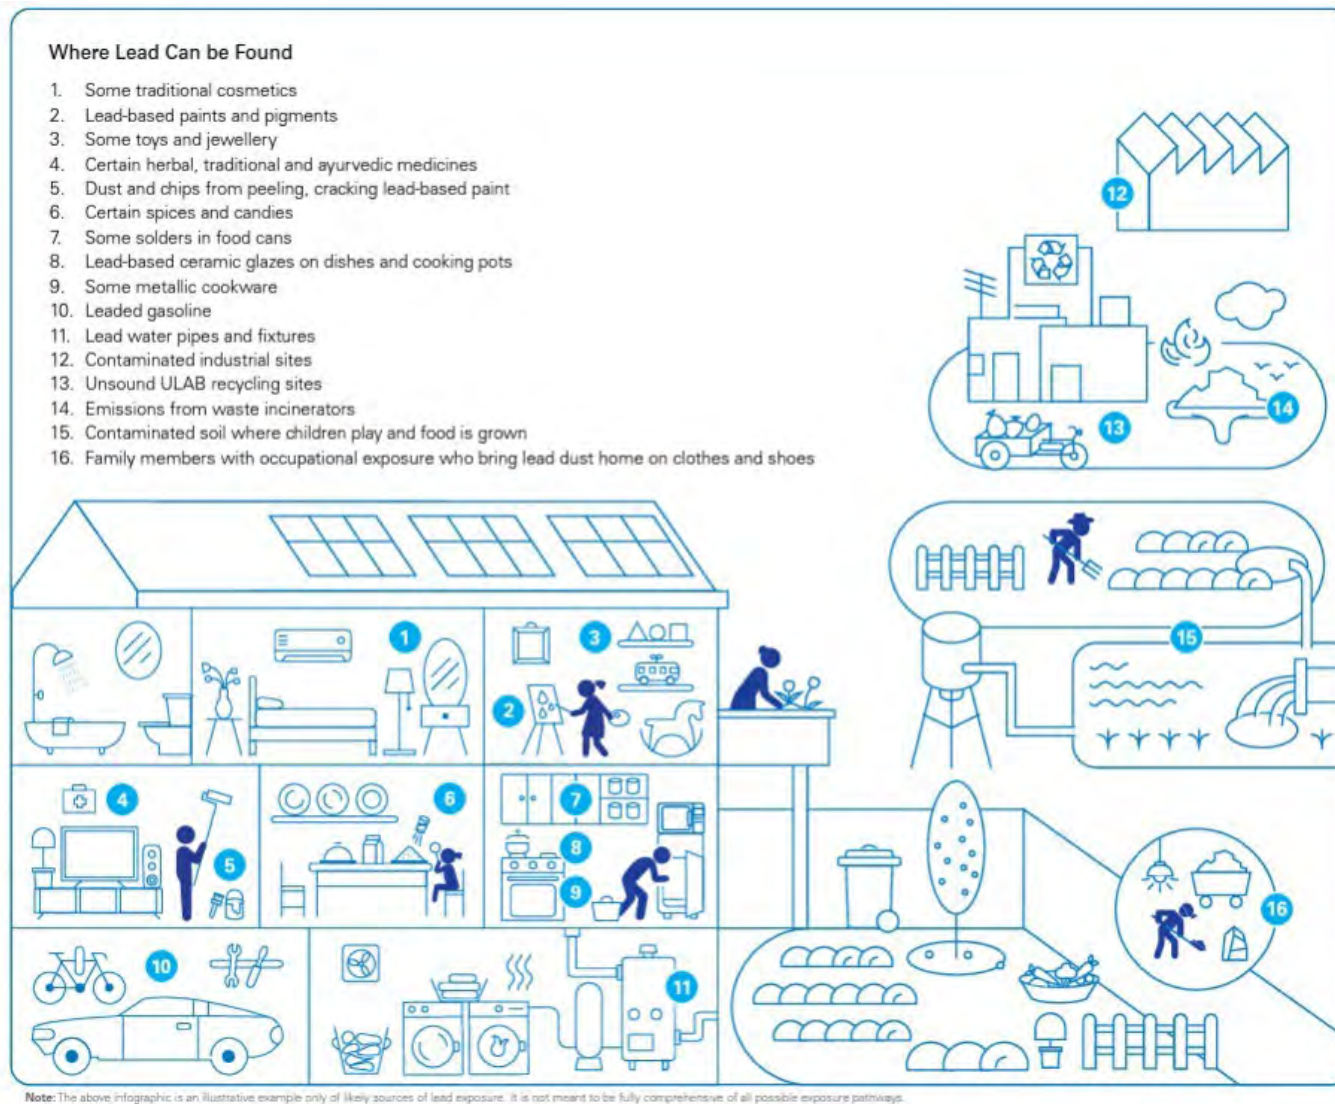 Where Lead Can be Found
1. Some traditional cosmetics
2. Lead-based paints and pigments
3. Some toys and jewellery
4. Certain herbal, traditional and ayurvedic medicines
5. Dust and chips from peeling, cracking lead-based paint
6. Certain spices and candies
7. Some solders in food cans
8. Lead-based ceramic glazes on dishes and cooking pots
9. Some metallic cookware
10. Leaded gasoline
11. Lead water pipes and fixtures
12. Contaminated industrial sites
13. Unsound ULAB recycling sites
14. Emissions from waste incinerators
15. Contaminated soil where children play and food is grown
16. Family members with occupational exposure who bring lead dust home on clothes and shoes
12
14
13
15
1
3
2
4
6
7
5
8
9
16
10
11
Note: The above infographic is an illustrative example only of likely sources of lead exposure. It is not meant to be fully comprehensive of all possible exposure pathways.